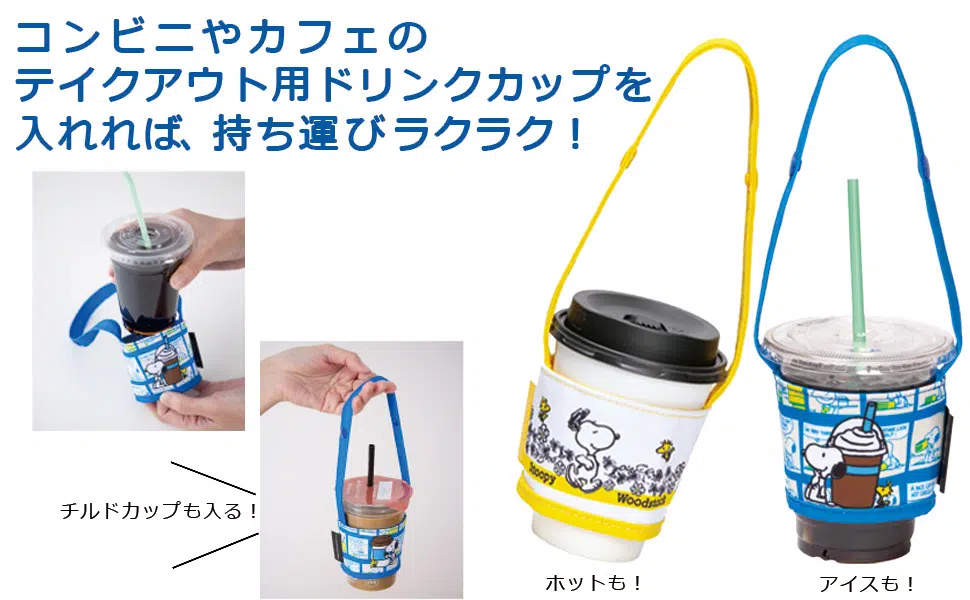 コンビニやカフェの
テイクアウト用ドリンクカップを
入れれば、持ち運びラクラク！
チルドカップも入る！
Snoopy
Woodstock
ホットも！
アイスも！